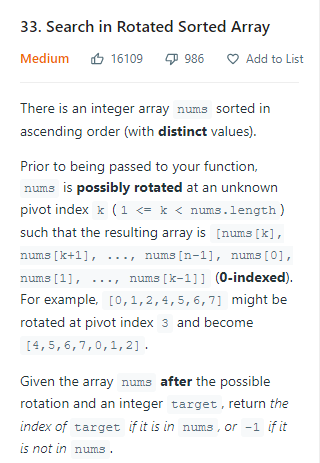 33. Search in Rotated Sorted Array
Medium 16109 986 Add to List
There is an integer array nums sorted in
ascending order (with distinct values).
Prior to being passed to your function,
nums is possibly rotated at an unknown
pivot index k (1 <= k < nums.length)
such that the resulting array is [nums[k],
nums[k+1], ..., nums[n-1], nums[0],
nums[1], ..., nums[k-1]] (0-indexed).
For example, [0,1,2,4,5,6,7] might be
rotated at pivot index 3 and become
[4,5,6,7,0,1,2].
Given the array nums after the possible
rotation and an integer target, return the
index of target if it is in nums, or -1 if
it is not in nums.